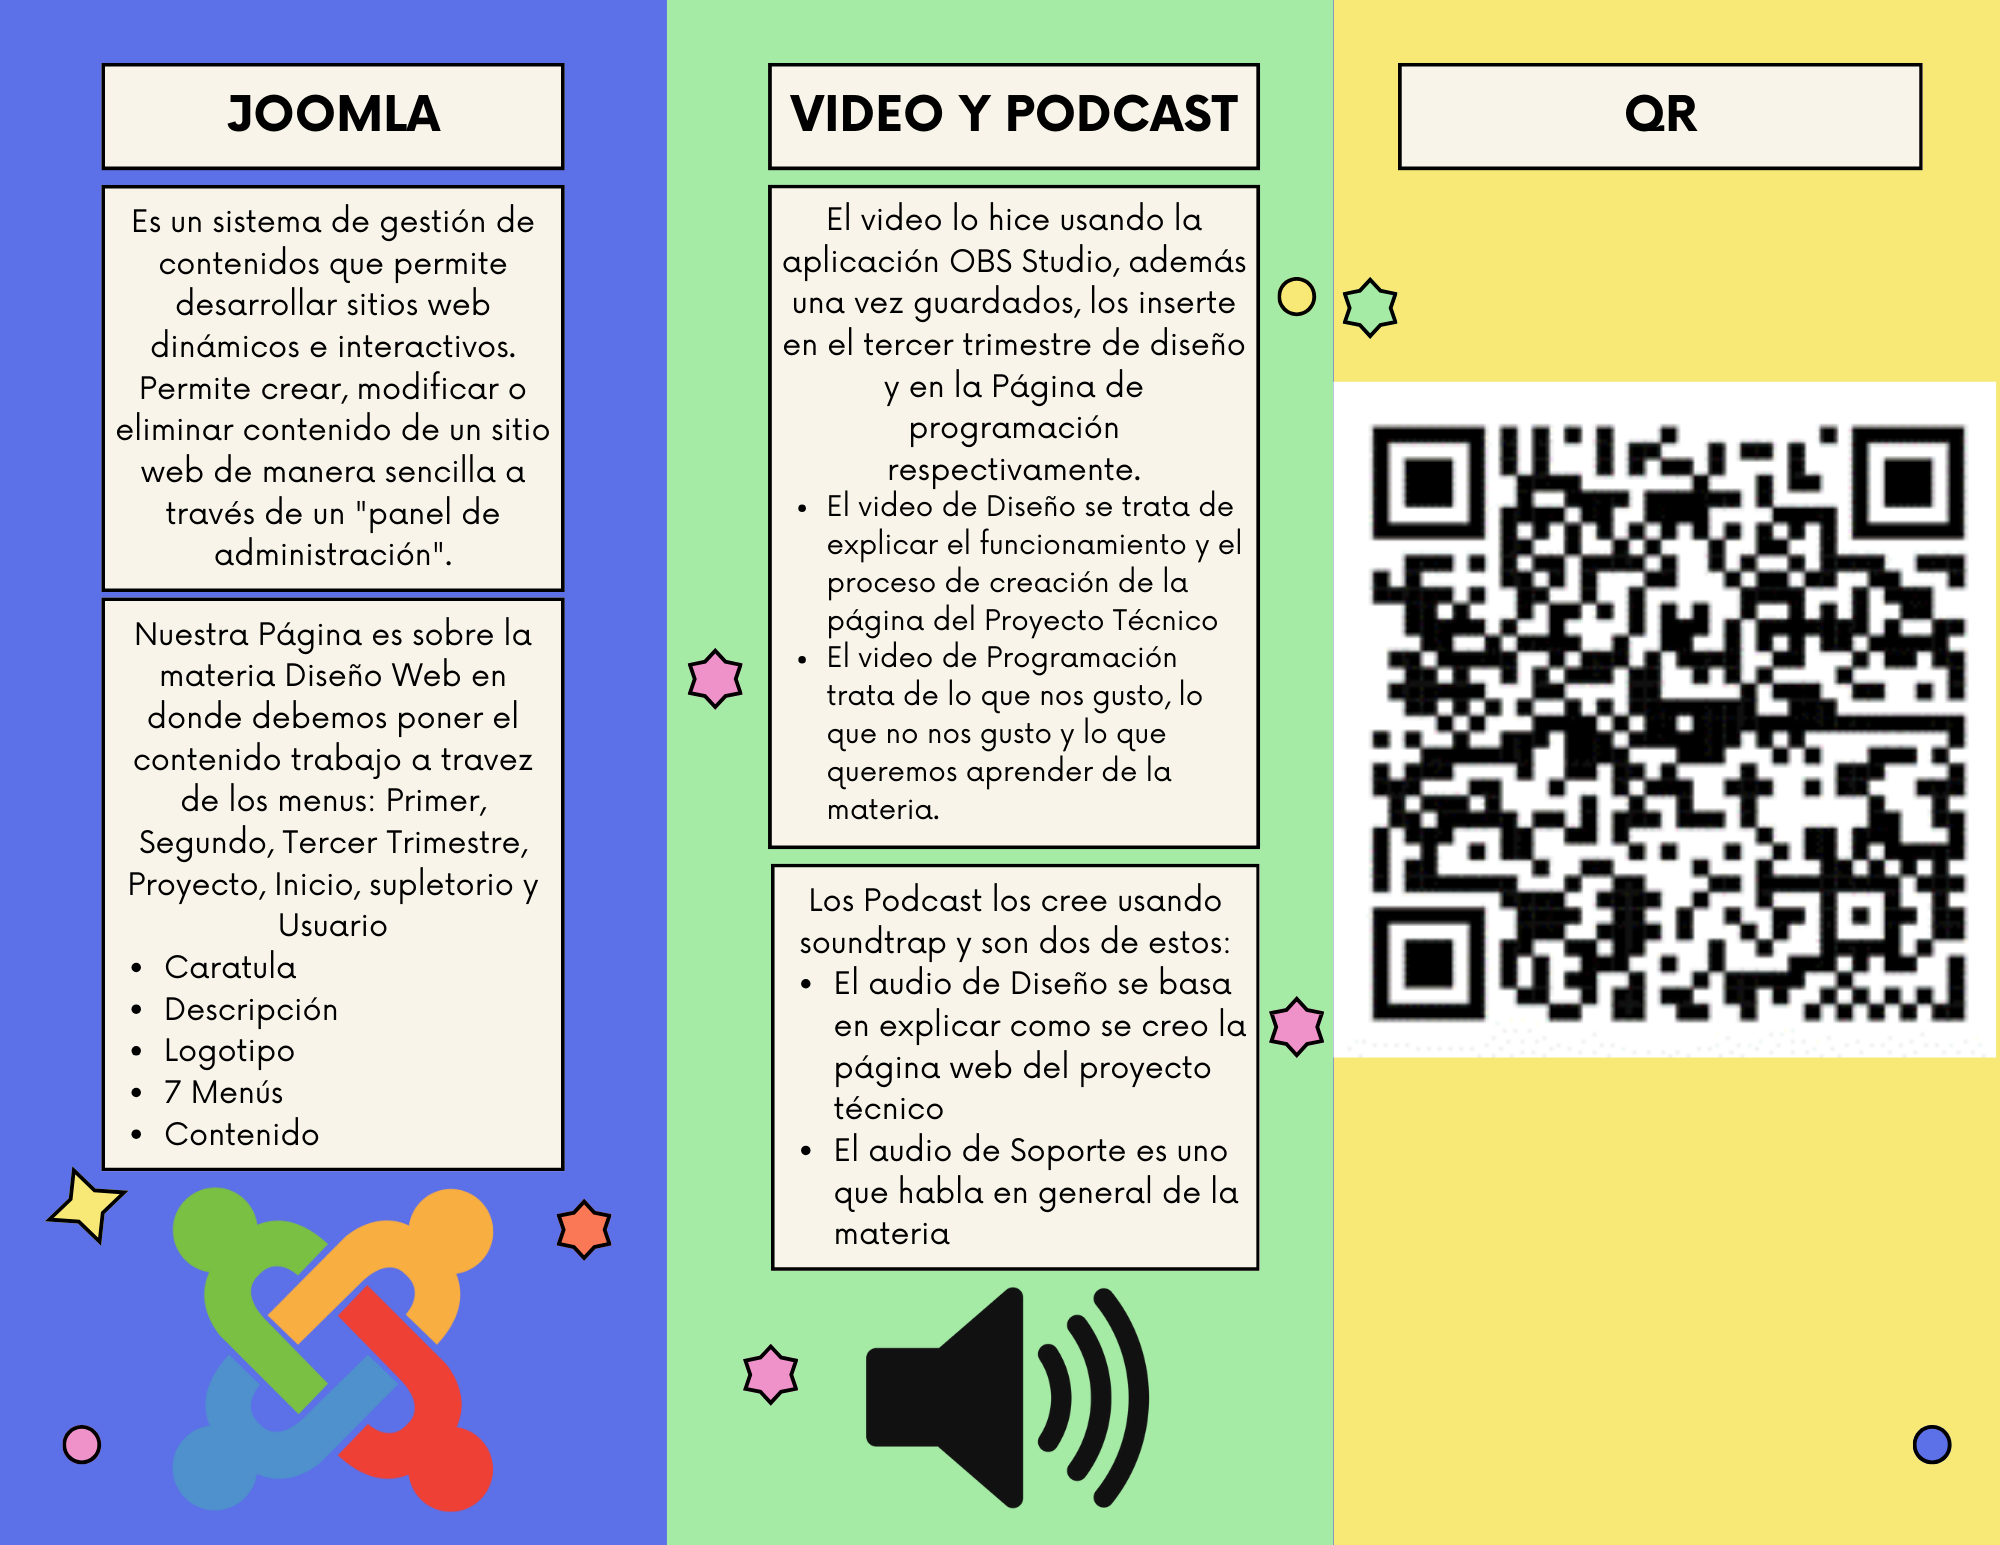 JOOMLA
Es un sistema de gestión de
contenidos que permite
desarrollar sitios web
dinámicos e interactivos.
Permite crear, modificar o
eliminar contenido de un sitio
web de manera sencilla a
través de un "panel de
administración".
Nuestra Página es sobre la
materia Diseño Web en
donde debemos poner el
contenido trabajo a travez
de los menus: Primer,
Segundo, Tercer Trimestre,
Proyecto, Inicio, supletorio y
Usuario
• Caratula
• Descripción
• Logotipo
• 7 Menús
• Contenido
VIDEO Y PODCAST
El video lo hice usando la
aplicación OBS Studio, además
una vez guardados, los inserte
en el tercer trimestre de diseño
y en la Página de
programación
respectivamente.
• El video de Diseño se trata de
explicar el funcionamiento y el
proceso de creación de la
página del Proyecto Técnico
• El video de Programación
trata de lo que nos gusto, lo
que no nos gusto y lo que
queremos aprender de la
materia.
Los Podcast los cree usando
soundtrap y son dos de estos:
• El audio de Diseño se basa
en explicar como se creo la
página web del proyecto
técnico
• El audio de Soporte es uno
que habla en general de la
materia
QR